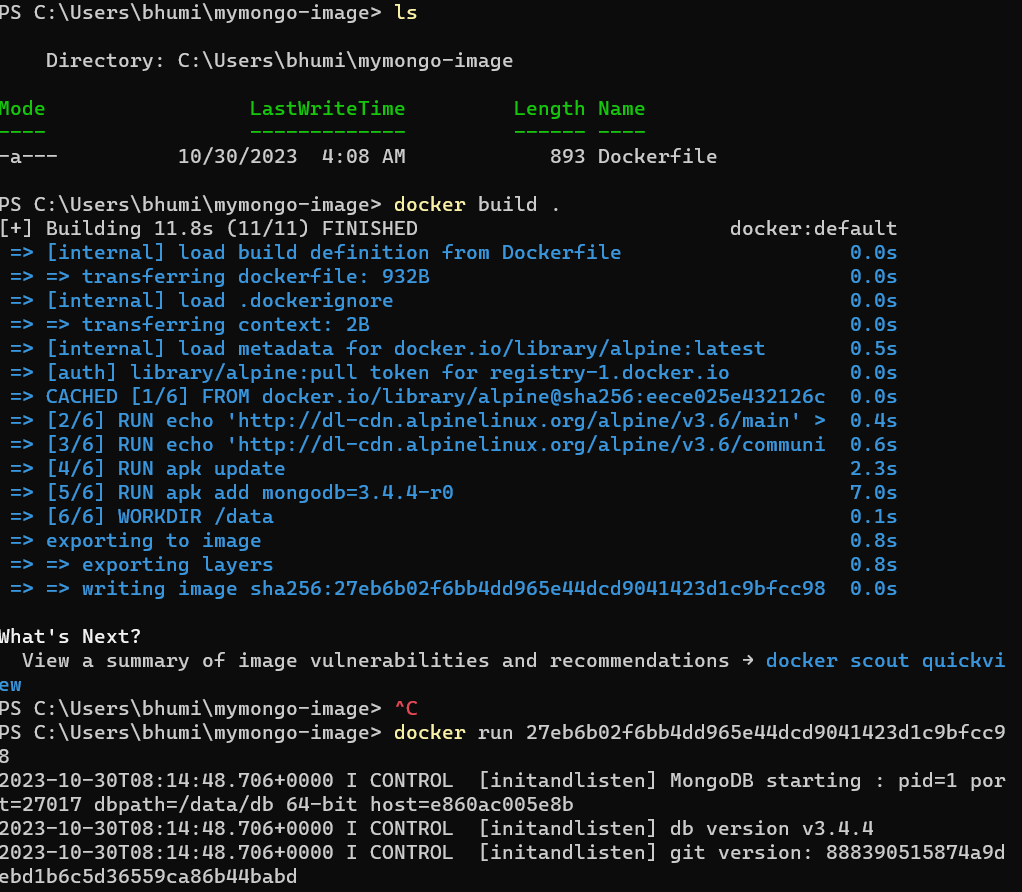 PS C:\Users\bhumi\mymongo-image> ls
Directory: C:\Users\bhumi\mymongo-image
Mode                 LastWriteTime         Length Name
----                 -------------         ------ ----
-a---          10/30/2023  4:08 AM            893 Dockerfile
PS C:\Users\bhumi\mymongo-image> docker build .
[+] Building 11.8s (11/11) FINISHED                          docker:default
=> [internal] load build definition from Dockerfile                   0.0s
=> => transferring dockerfile: 932B                                   0.0s
=> [internal] load .dockerignore                                      0.0s
=> => transferring context: 2B                                        0.0s
=> [internal] load metadata for docker.io/library/alpine:latest       0.5s
=> [auth] library/alpine:pull token for registry-1.docker.io          0.0s
=> CACHED [1/6] FROM docker.io/library/alpine@sha256:eece025e432126c  0.0s
=> [2/6] RUN echo 'http://dl-cdn.alpinelinux.org/alpine/v3.6/main' >  0.4s
=> [3/6] RUN echo 'http://dl-cdn.alpinelinux.org/alpine/v3.6/communi  0.6s
=> [4/6] RUN apk update                                               2.3s
=> [5/6] RUN apk add mongodb=3.4.4-r0                                 7.0s
=> [6/6] WORKDIR /data                                                0.1s
=> exporting to image                                                 0.8s
=> => exporting layers                                                0.8s
=> => writing image sha256:27eb6b02f6bb4dd965e44dcd9041423d1c9bfcc98  0.0s
What's Next?
View a summary of image vulnerabilities and recommendations → docker scout quickvi
ew
PS C:\Users\bhumi\mymongo-image> ^C
PS C:\Users\bhumi\mymongo-image> docker run 27eb6b02f6bb4dd965e44dcd9041423d1c9bfcc9
8
2023-10-30T08:14:48.706+0000 I CONTROL  [initandlisten] MongoDB starting : pid=1 por
t=27017 dbpath=/data/db 64-bit host=e860ac005e8b
2023-10-30T08:14:48.706+0000 I CONTROL  [initandlisten] db version v3.4.4
2023-10-30T08:14:48.706+0000 I CONTROL  [initandlisten] git version: 888390515874a9d
ebd1b6c5d36559ca86b44babd